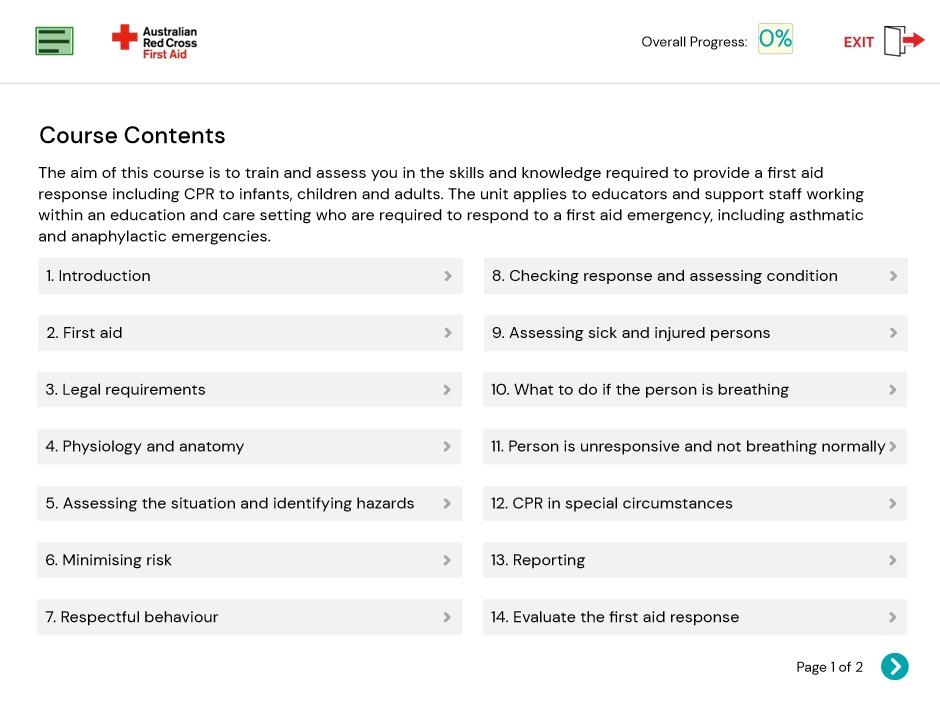 Australian
Red Cross
First Aid
Overall Progress: 0%
EXIT
Course Contents
The aim of this course is to train and assess you in the skills and knowledge required to provide a first aid
response including CPR to infants, children and adults. The unit applies to educators and support staff working
within an education and care setting who are required to respond to a first aid emergency, including asthmatic
and anaphylactic emergencies.
1. Introduction
2. First aid
3. Legal requirements
4. Physiology and anatomy
5. Assessing the situation and identifying hazards
6. Minimising risk
7. Respectful behaviour
8. Checking response and assessing condition
9. Assessing sick and injured persons
10. What to do if the person is breathing
11. Person is unresponsive and not breathing normally
12. CPR in special circumstances
13. Reporting
14. Evaluate the first aid response
Page 1 of 2